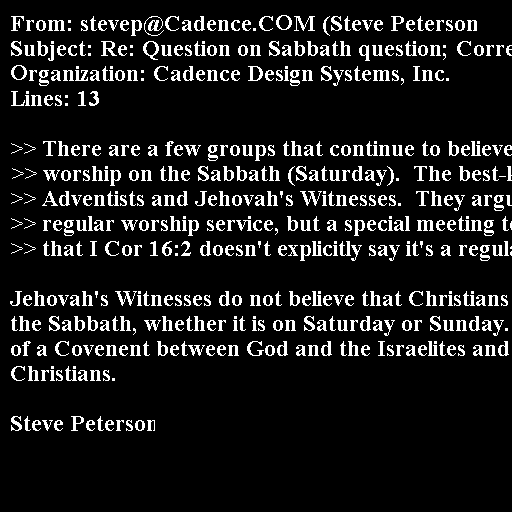 From: stevep@Cadence.COM (Steve Peterson
Subject: Re: Question on Sabbath question; Corre
Organization: Cadence Design Systems, Inc.
Lines: 13

>> There are a few groups that continue to believe
>> worship on the Sabbath (Saturday).  The best-k
>> Adventists and Jehovah's Witnesses.  They argu
>> regular worship service, but a special meeting to
>> that I Cor 16:2 doesn't explicitly say it's a regula

Jehovah's Witnesses do not believe that Christians
the Sabbath, whether it is on Saturday or Sunday.
of a Covenent between God and the Israelites and
Christians.

Steve Peterson